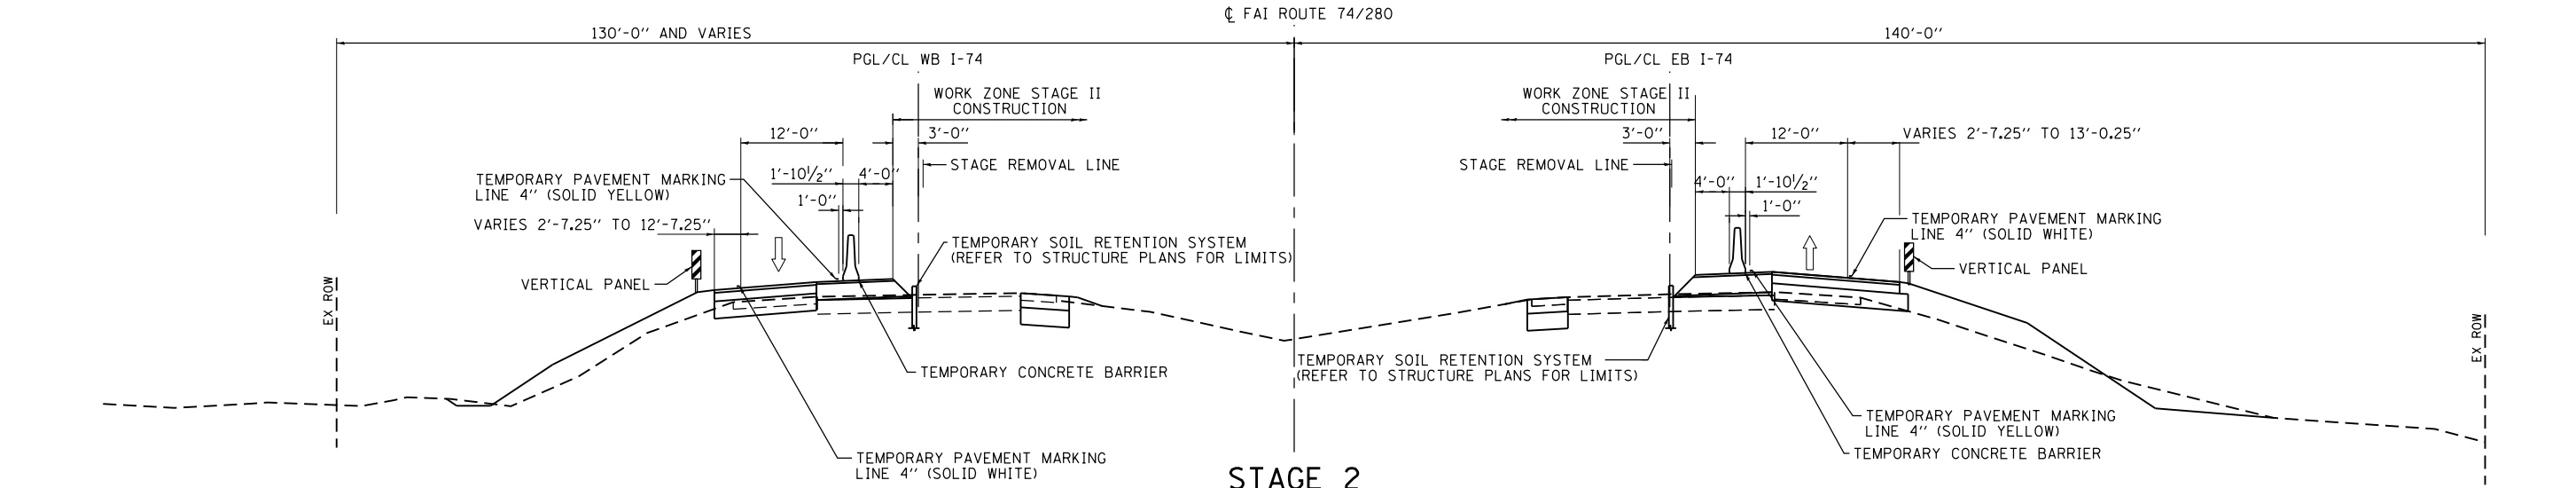 ℄ FAI ROUTE 74/280
130'-0" AND VARIES
140'-0"
PGL/CL WB I-74
PGL/CL EB I-74
WORK ZONE STAGE II
CONSTRUCTION
WORK ZONE STAGE II
CONSTRUCTION
12'-0"
3'-0"
3'-0"
12'-0"
VARIES 2'-7.25" TO 13'-0.25"
STAGE REMOVAL LINE
STAGE REMOVAL LINE
TEMPORARY PAVEMENT MARKING
LINE 4" (SOLID YELLOW)
1'-10½"
4'-0"
4'-0"
1'-10½"
1'-0"
1'-0"
VARIES 2'-7.25" TO 12'-7.25"
TEMPORARY PAVEMENT MARKING
LINE 4" (SOLID WHITE)
TEMPORARY SOIL RETENTION SYSTEM
(REFER TO STRUCTURE PLANS FOR LIMITS)
VERTICAL PANEL
VERTICAL PANEL
EX ROW
EX ROW
TEMPORARY SOIL RETENTION SYSTEM
(REFER TO STRUCTURE PLANS FOR LIMITS)
TEMPORARY CONCRETE BARRIER
TEMPORARY PAVEMENT MARKING
LINE 4" (SOLID YELLOW)
TEMPORARY CONCRETE BARRIER
TEMPORARY PAVEMENT MARKING
LINE 4" (SOLID WHITE)
STAGE 2